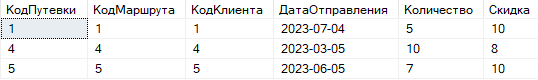 КодПутевки КодМаршрута КодКлиента ДатаОтправления Количество Скидка
1 1 1 2023-07-04 5 10
4 4 4 2023-03-05 10 8
5 5 5 2023-06-05 7 10